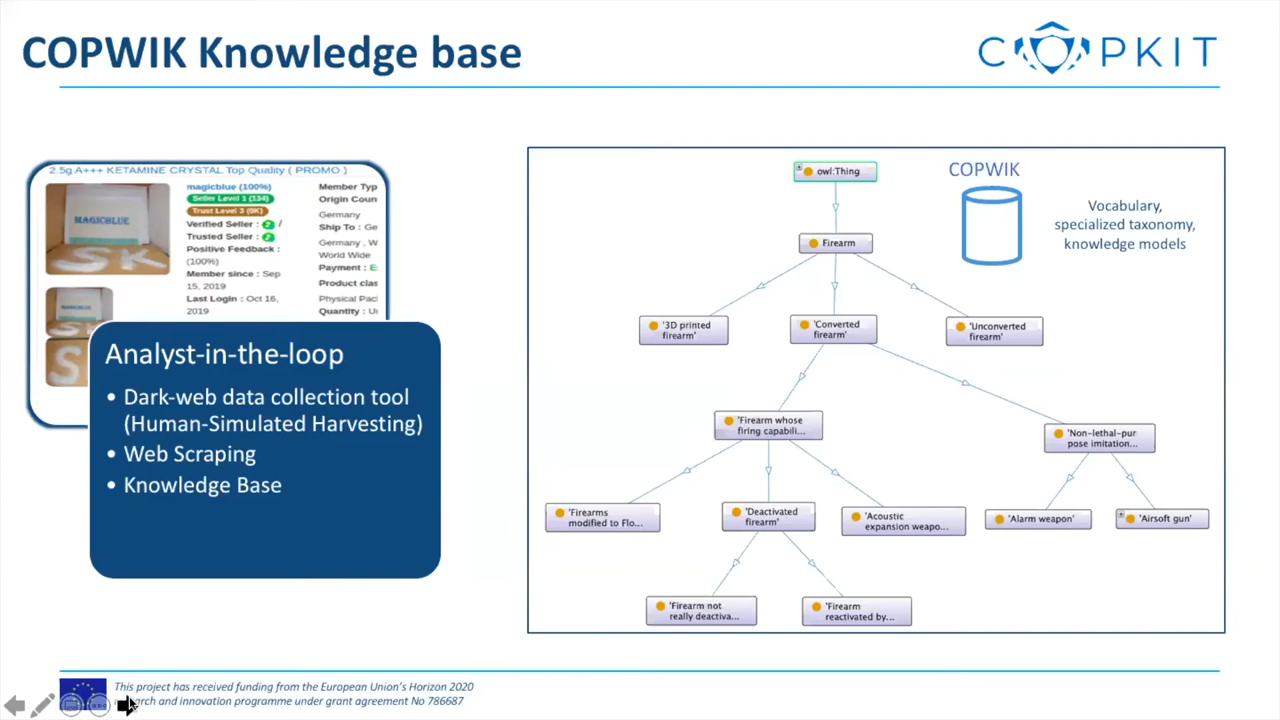 COPWIK Knowledge base
C PKIT
2.5g A+++ KETAMINE CRYSTAL Top Quality ( PROMO )
MAGICBLUE
SK
magicblue (100%)
Seller Level 1 (134)
Trust Level 3 (0K)
Verified Seller : /
Trusted Seller :
Positive Feedback :
(100%)
Member since : Sep
15, 2019
Last Login : Oct 16,
2019
Member Typ
Origin Coun
Germany
Ship To : Ge
Germany , W
World Wide
Payment : E
Product clas
Physical Pac
Quantity :
Analyst-in-the-loop
• Dark-web data collection tool
(Human-Simulated Harvesting)
• Web Scraping
• Knowledge Base
owl:Thing
COPWIK
Vocabulary,
specialized taxonomy,
knowledge models
Firearm
'3D printed
firearm'
'Converted
firearm'
'Unconverted
firearm'
'Firearm whose
firing capabili...
'Non-lethal-pur
pose imitation...
'Firearms
modified to Flo...
'Deactivated
firearm'
'Acoustic
expansion weapo...
'Alarm weapon'
'Airsoft gun'
'Firearm not
really deactiva...
'Firearm
reactivated by...
This project has received funding from the European Union's Horizon 2020
and innovation programme under grant agreement No 786687